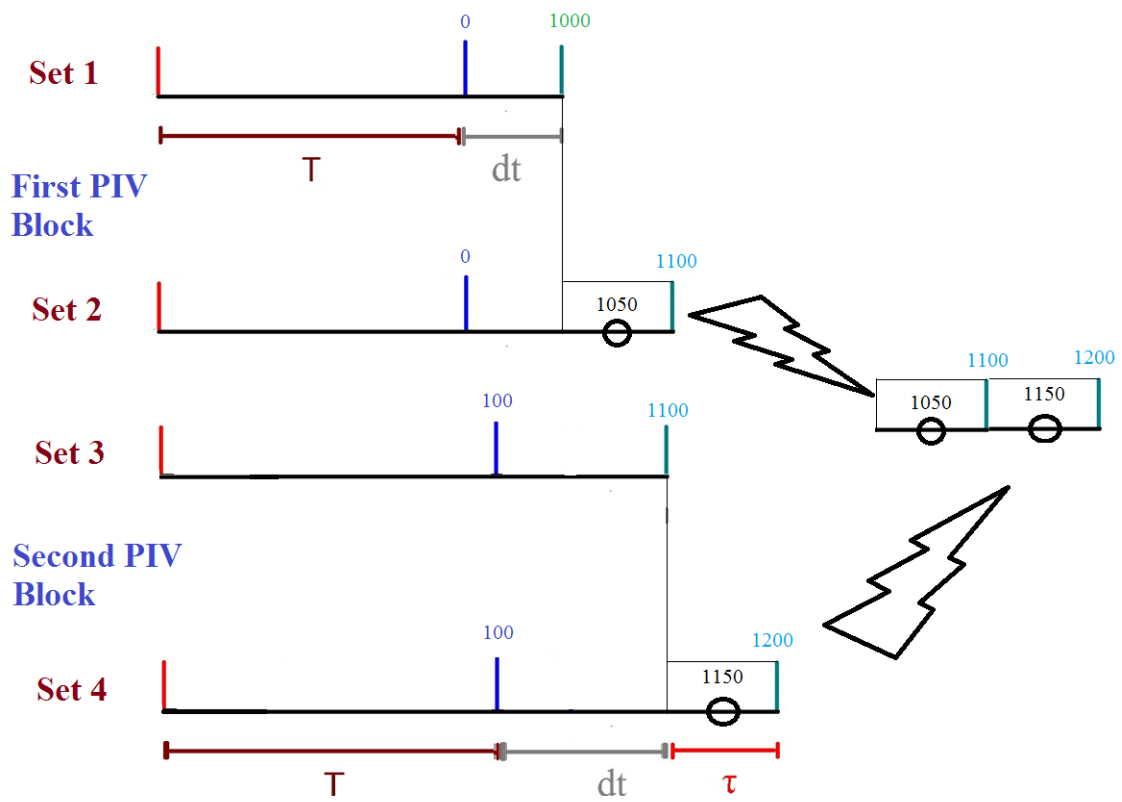 0 1000
Set 1
T dt
First PIV
Block
0 1100
Set 2 1050
1100 1200
1050 1150
100 1100
Set 3
Second PIV
Block
100 1200
Set 4 1150
T dt τ